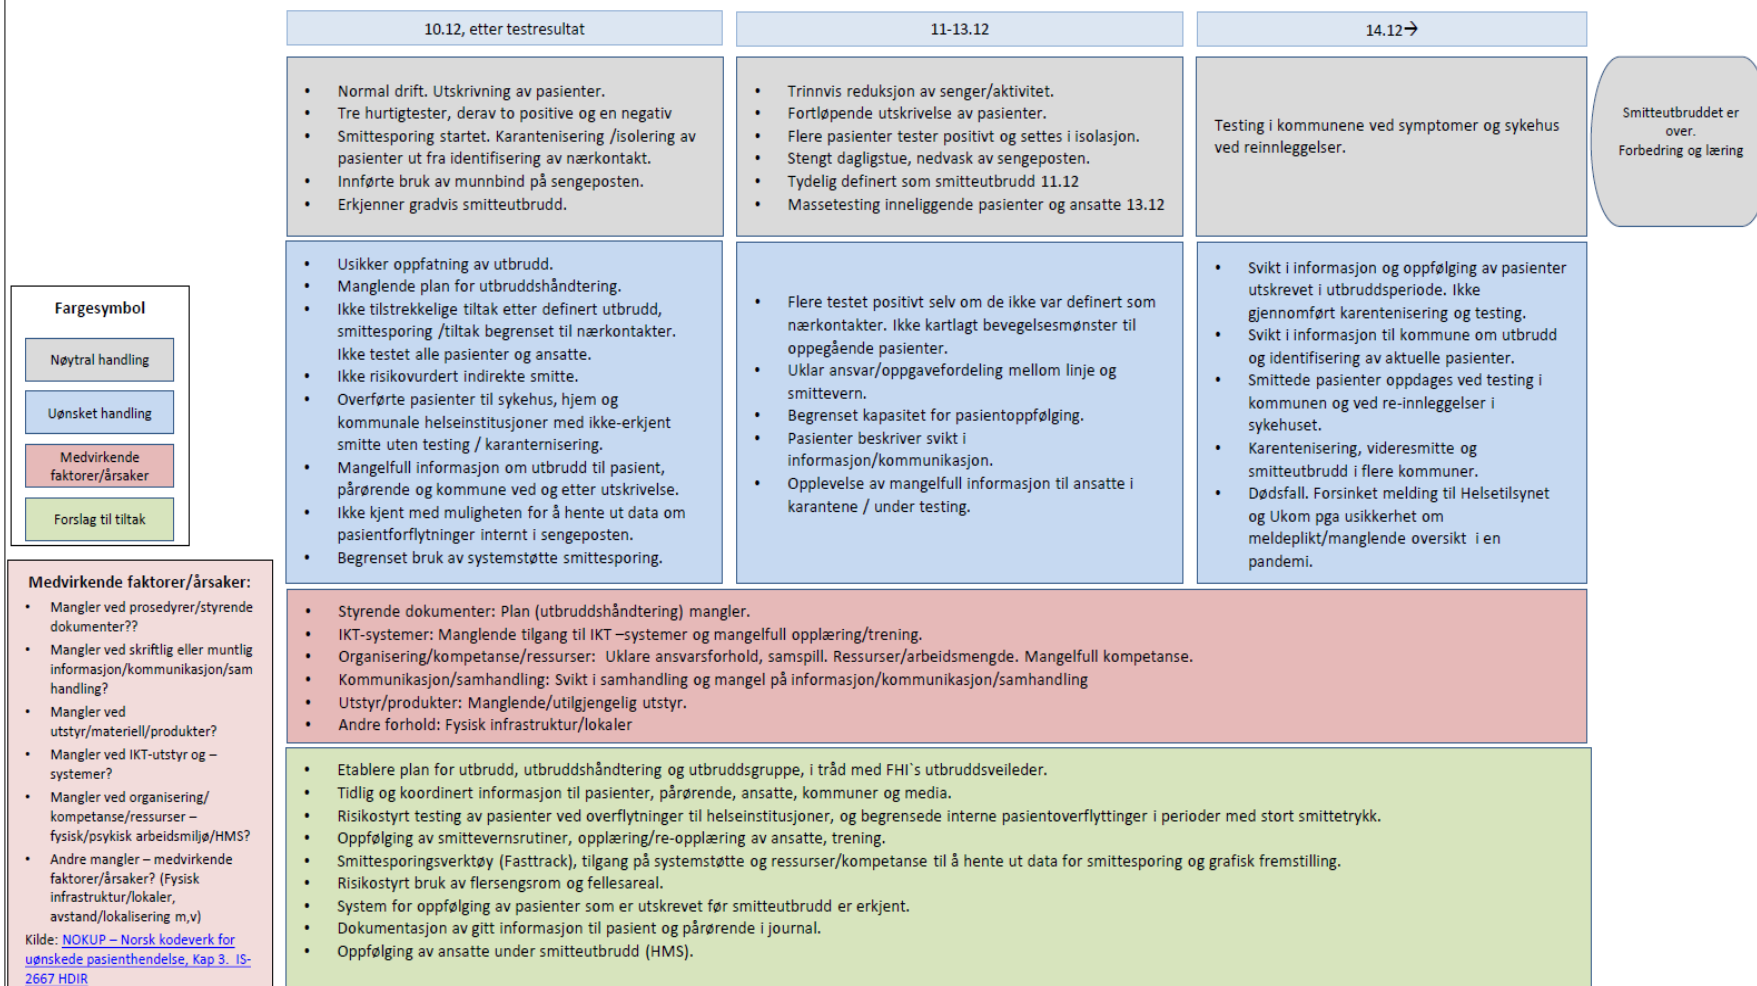 10.12, etter testresultat
11-13.12
14.12→
• Normal drift. Utskrivning av pasienter.
• Tre hurtigtester, derav to positive og en negativ
• Smittesporing startet. Karantenisering /isolering av
pasienter ut fra identifisering av nærkontakt.
• Innførte bruk av munnbind på sengeposten.
• Erkjenner gradvis smitteutbrudd.
• Trinnvis reduksjon av senger/aktivitet.
• Fortløpende utskrivelse av pasienter.
• Flere pasienter tester positivt og settes i isolasjon.
• Stengt dagligstue, nedvask av sengeposten.
• Tydelig definert som smitteutbrudd 11.12
• Massetesting inneliggende pasienter og ansatte 13.12
Testing i kommunene ved symptomer og sykehus
ved reinnleggelser.
Smitteutbruddet er
over.
Forbedring og læring
• Usikker oppfatning av utbrudd.
• Manglende plan for utbruddshåndtering.
• Ikke tilstrekkelige tiltak etter definert utbrudd,
smittesporing /tiltak begrenset til nærkontakter.
Ikke testet alle pasienter og ansatte.
• Ikke risikovurdert indirekte smitte.
• Overførte pasienter til sykehus, hjem og
kommunale helseinstitusjoner med ikke-erkjent
smitte uten testing / karanternisering.
• Mangelfull informasjon om utbrudd til pasient,
pårørende og kommune ved og etter utskrivelse.
• Ikke kjent med muligheten for å hente ut data om
pasientforflytninger internt i sengeposten.
• Begrenset bruk av systemstøtte smittesporing.
• Flere testet positivt selv om de ikke var definert som
nærkontakter. Ikke kartlagt bevegelsesmønster til
oppegående pasienter.
• Uklar ansvar/oppgavefordeling mellom linje og
smittevern.
• Begrenset kapasitet for pasientoppfølging.
• Pasienter beskriver svikt i
informasjon/kommunikasjon.
• Opplevelse av mangelfull informasjon til ansatte i
karantene / under testing.
• Svikt i informasjon og oppfølging av pasienter
utskrevet i utbruddsperiode. Ikke
gjennomført karentenisering og testing.
• Svikt i informasjon til kommune om utbrudd
og identifisering av aktuelle pasienter.
• Smittede pasienter oppdages ved testing i
kommunen og ved re-innleggelser i
sykehuset.
• Karentenisering, videresmitte og
smitteutbrudd i flere kommuner.
• Dødsfall. Forsinket melding til Helsetilsynet
og Ukom pga usikkerhet om
meldeplikt/manglende oversikt i en
pandemi.
Fargesymbol
Nøytral handling
Uønsket handling
Medvirkende
faktorer/årsaker
Forslag til tiltak
Medvirkende faktorer/årsaker:
• Mangler ved prosedyrer/styrende
dokumenter??
• Mangler ved skriftlig eller muntlig
informasjon/kommunikasjon/sam
handling?
• Mangler ved
utstyr/materiell/produkter?
• Mangler ved IKT-utstyr og –
systemer?
• Mangler ved organisering/
kompetanse/ressurser –
fysisk/psykisk arbeidsmiljø/HMS?
• Andre mangler – medvirkende
faktorer/årsaker? (Fysisk
infrastruktur/lokaler,
avstand/lokalisering m,v)
Kilde: NOKUP – Norsk kodeverk for
uønskede pasienthendelse, Kap 3. IS-
2667 HDIR
• Styrende dokumenter: Plan (utbruddshåndtering) mangler.
• IKT-systemer: Manglende tilgang til IKT –systemer og mangelfull opplæring/trening.
• Organisering/kompetanse/ressurser: Uklare ansvarsforhold, samspill. Ressurser/arbeidsmengde. Mangelfull kompetanse.
• Kommunikasjon/samhandling: Svikt i samhandling og mangel på informasjon/kommunikasjon/samhandling
• Utstyr/produkter: Manglende/utilgjengelig utstyr.
• Andre forhold: Fysisk infrastruktur/lokaler
• Etablere plan for utbrudd, utbruddshåndtering og utbruddsgruppe, i tråd med FHI`s utbruddsveileder.
• Tidlig og koordinert informasjon til pasienter, pårørende, ansatte, kommuner og media.
• Risikostyrt testing av pasienter ved overflytninger til helseinstitusjoner, og begrensede interne pasientoverflyttinger i perioder med stort smittetrykk.
• Oppfølging av smittevernsrutiner, opplæring/re-opplæring av ansatte, trening.
• Smittesporingsverktøy (Fasttrack), tilgang på systemstøtte og ressurser/kompetanse til å hente ut data for smittesporing og grafisk fremstilling.
• Risikostyrt bruk av flersengsrom og fellesareal.
• System for oppfølging av pasienter som er utskrevet før smitteutbrudd er erkjent.
• Dokumentasjon av gitt informasjon til pasient og pårørende i journal.
• Oppfølging av ansatte under smitteutbrudd (HMS).